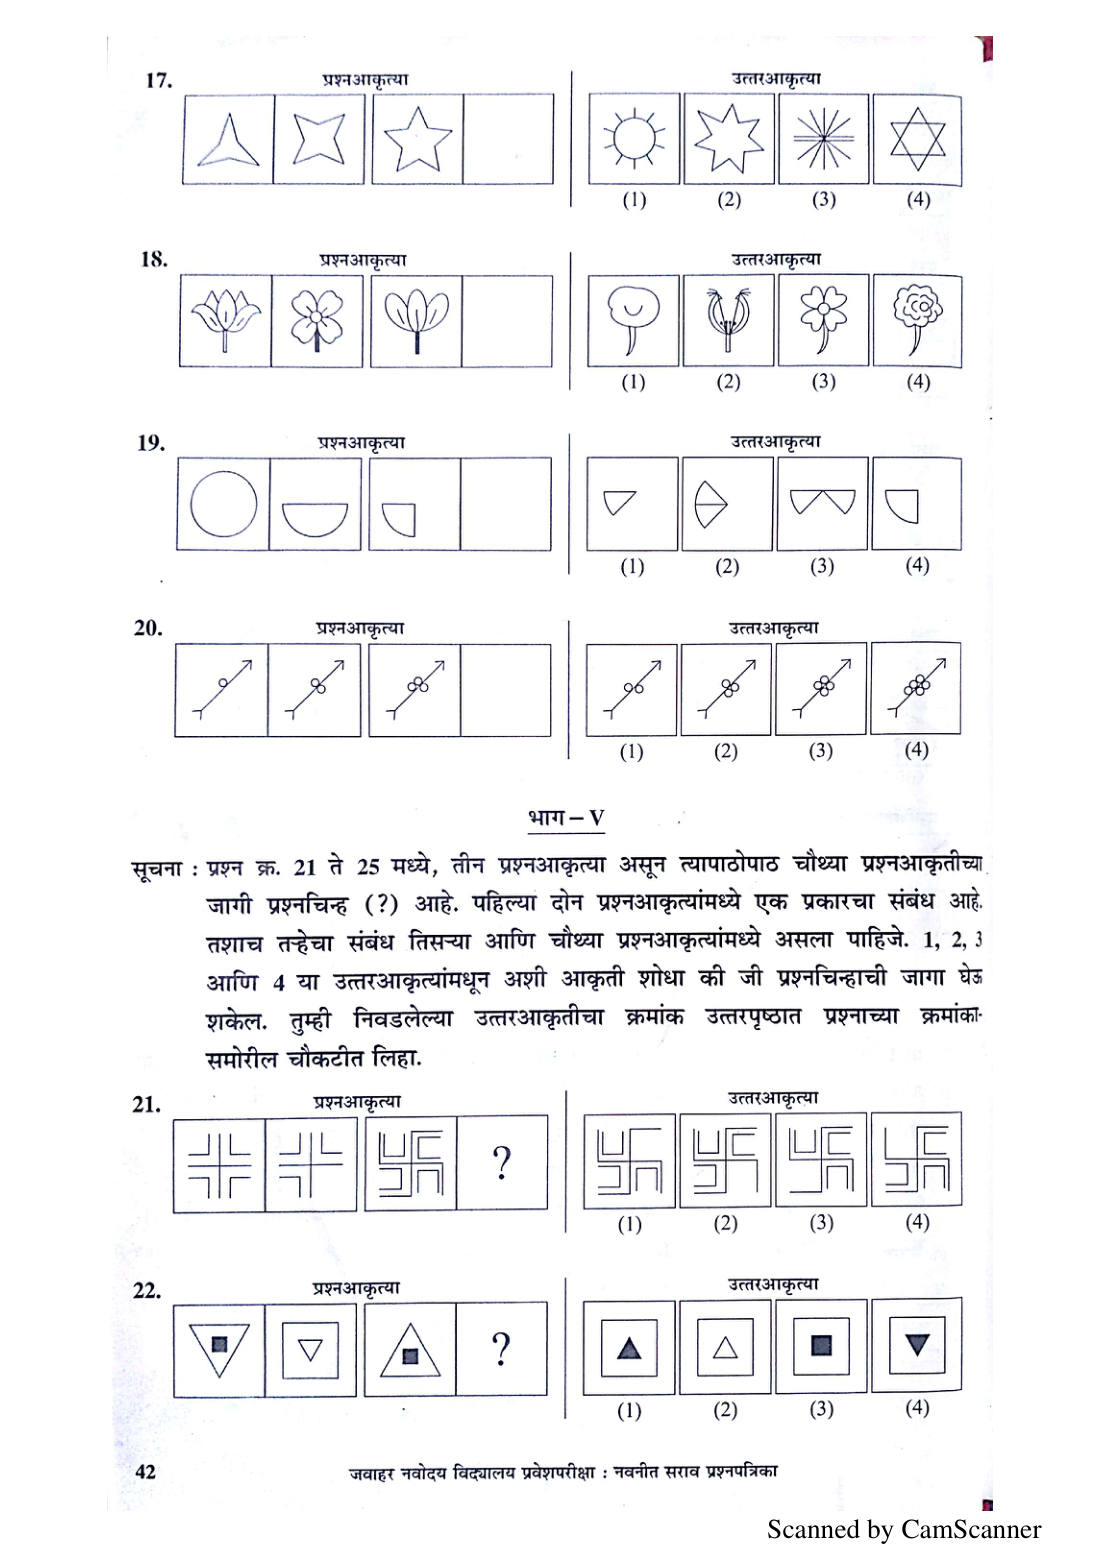 17. प्रश्नआकृत्या उत्तरआकृत्या
(1) (2) (3) (4)
18. प्रश्नआकृत्या उत्तरआकृत्या
(1) (2) (3) (4)
19. प्रश्नआकृत्या उत्तरआकृत्या
(1) (2) (3) (4)
20. प्रश्नआकृत्या उत्तरआकृत्या
(1) (2) (3) (4)
भाग – V
सूचना : प्रश्न क्र. 21 ते 25 मध्ये, तीन प्रश्नआकृत्या असून त्यापाठोपाठ चौथ्या प्रश्नआकृतीच्या
जागी प्रश्नचिन्ह (?) आहे. पहिल्या दोन प्रश्नआकृत्यांमध्ये एक प्रकारचा संबंध आहे.
तशाच तऱ्हेचा संबंध तिसऱ्या आणि चौथ्या प्रश्नआकृत्यांमध्ये असला पाहिजे. 1, 2, 3
आणि 4 या उत्तरआकृत्यांमधून अशी आकृती शोधा की जी प्रश्नचिन्हाची जागा घेऊ
शकेल. तुम्ही निवडलेल्या उत्तरआकृतीचा क्रमांक उत्तरपृष्ठात प्रश्नाच्या क्रमांका-
समोरील चौकटीत लिहा.
21. प्रश्नआकृत्या उत्तरआकृत्या
?
(1) (2) (3) (4)
22. प्रश्नआकृत्या उत्तरआकृत्या
?
(1) (2) (3) (4)
42 जवाहर नवोदय विद्यालय प्रवेशपरीक्षा : नवनीत सराव प्रश्नपत्रिका
Scanned by CamScanner